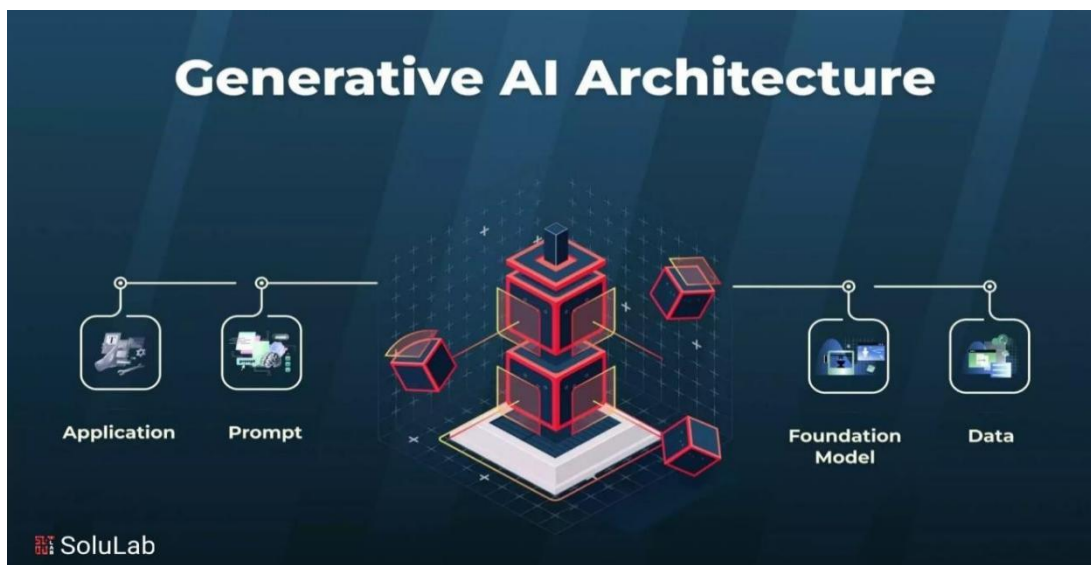 Generative AI Architecture
Application
Prompt
Foundation
Model
Data
SoluLab